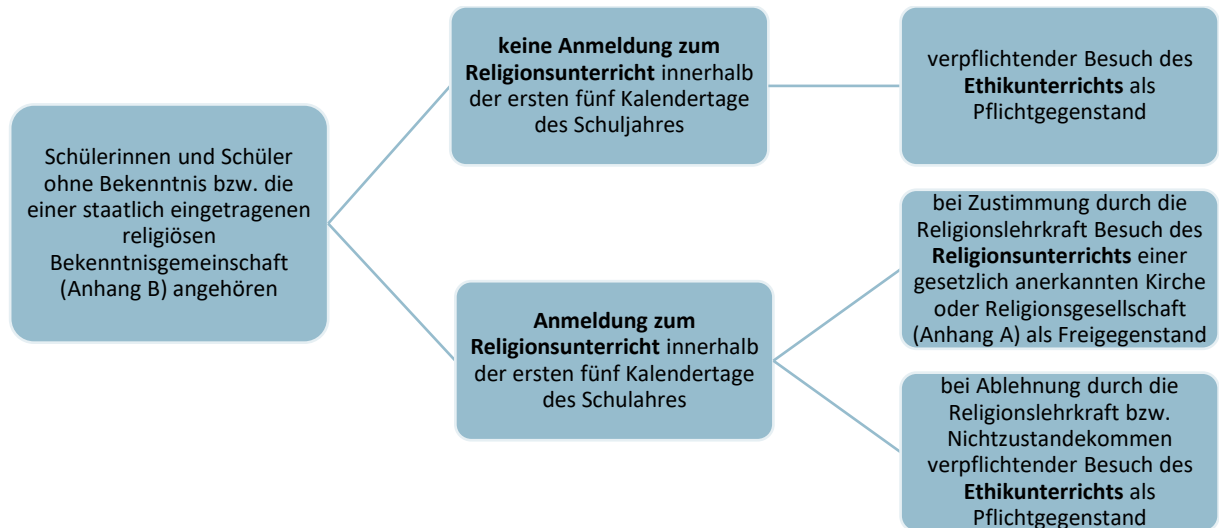 Schülerinnen und Schüler
ohne Bekenntnis bzw. die
einer staatlich eingetragenen
religiösen
Bekenntnisgemeinschaft
(Anhang B) angehören
keine Anmeldung zum
Religionsunterricht innerhalb
der ersten fünf Kalendertage
des Schuljahres
verpflichtender Besuch des
Ethikunterrichts als
Pflichtgegenstand
Anmeldung zum
Religionsunterricht innerhalb
der ersten fünf Kalendertage
des Schulahres
bei Zustimmung durch die
Religionslehrkraft Besuch des
Religionsunterrichts einer
gesetzlich anerkannten Kirche
oder Religionsgesellschaft
(Anhang A) als Freigegenstand
bei Ablehnung durch die
Religionslehrkraft bzw.
Nichtzustandekommen
verpflichtender Besuch des
Ethikunterrichts als
Pflichtgegenstand